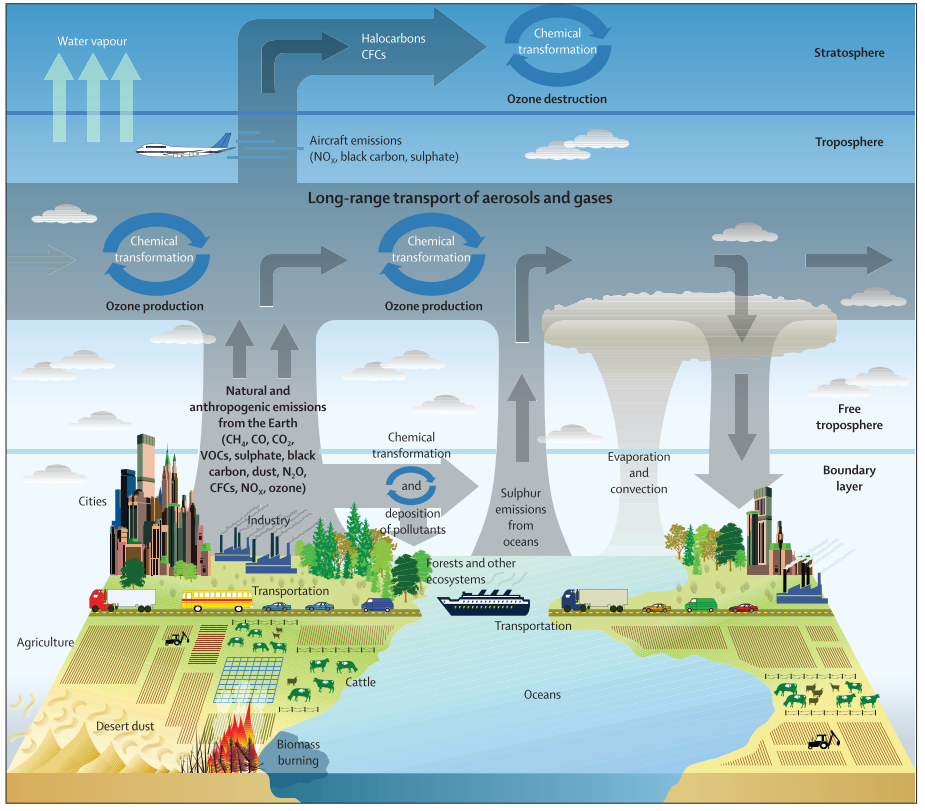 Water vapour
Halocarbons
CFCs
Chemical
transformation
Ozone destruction
Stratosphere
Aircraft emissions
(NOX, black carbon, sulphate)
Troposphere
Long-range transport of aerosols and gases
Chemical
transformation
Ozone production
Chemical
transformation
Ozone production
Natural and
anthropogenic emissions
from the Earth
(CH4, CO, CO2,
VOCs, sulphate, black
carbon, dust, N2O,
CFCs, NOX, ozone)
Free
troposphere
Chemical
transformation
and
deposition
of pollutants
Evaporation
and
convection
Boundary
layer
Sulphur
emissions
from
oceans
Cities
Industry
Forests and other
ecosystems
Transportation
Transportation
Agriculture
Cattle
Oceans
Desert dust
Biomass
burning